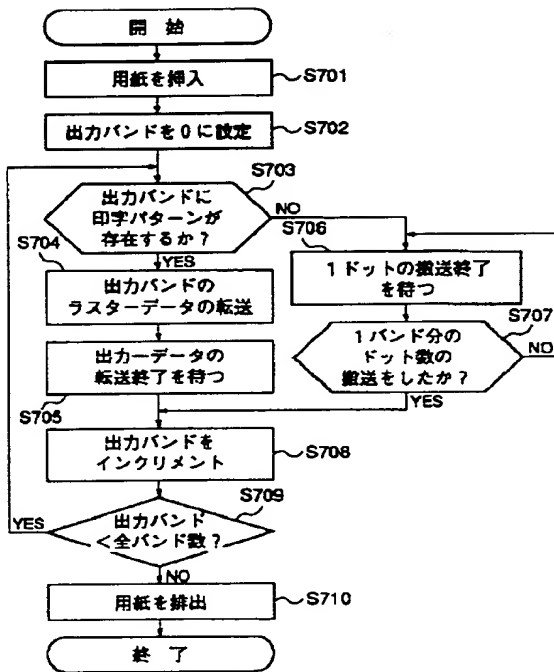 開 始
用紙を挿入
S701
出力バンドを0に設定
S702
S703
出力バンドに
印字パターンが
存在するか?
NO
YES
S704
出力バンドの
ラスターデータの転送
出力ーデータの
転送終了を待つ
S705
S706
1ドットの搬送終了
を待つ
S707
1バンド分の
ドット数の
搬送をしたか?
NO
YES
出力バンドを
インクリメント
S708
S709
出力バンド
<全バンド数?
YES
NO
用紙を排出
S710
終 了